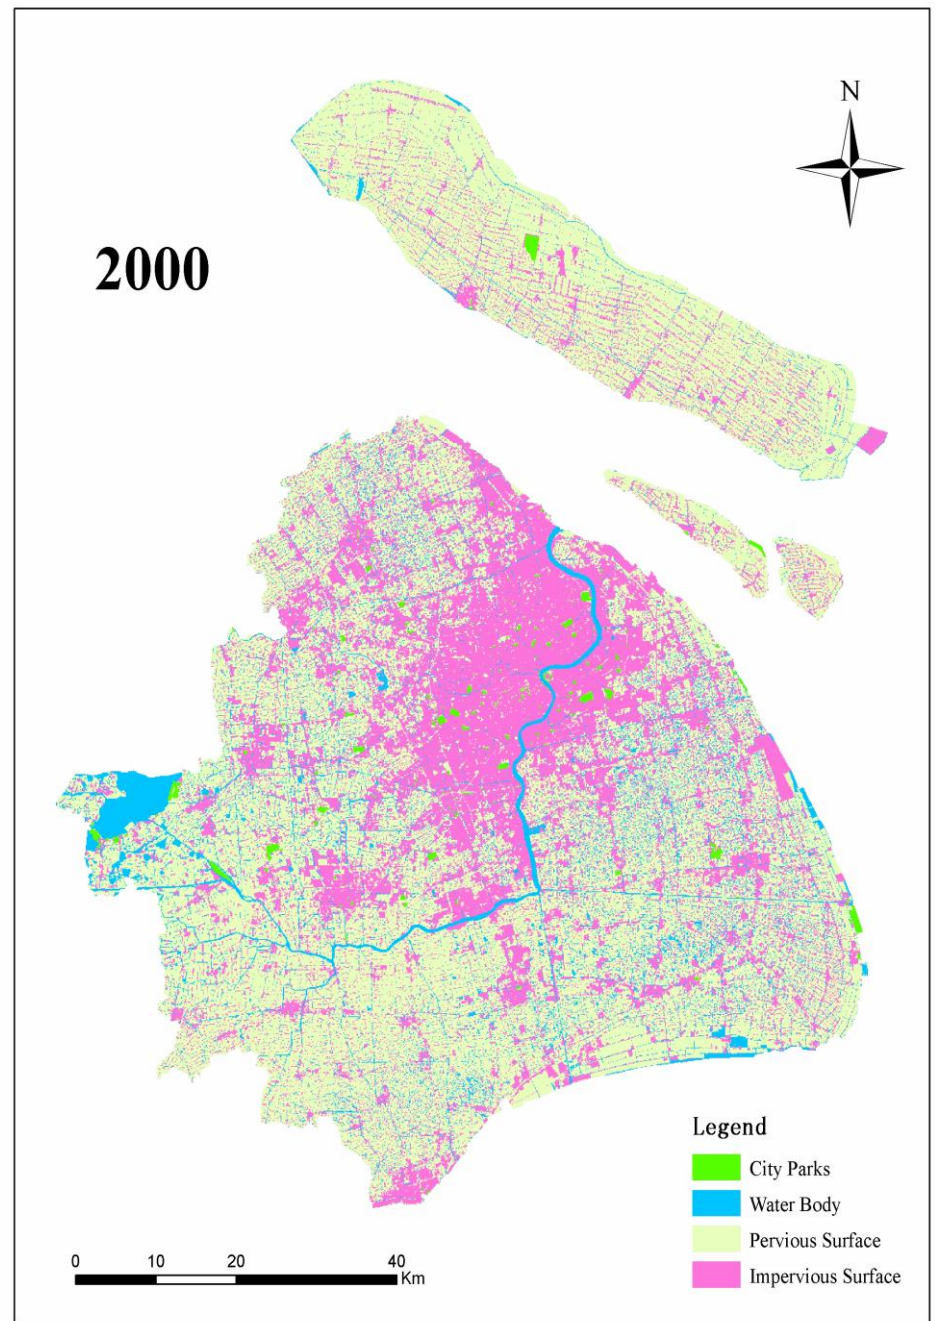 N
2000
Legend
City Parks
Water Body
Pervious Surface
Impervious Surface
0 10 20 40
Km